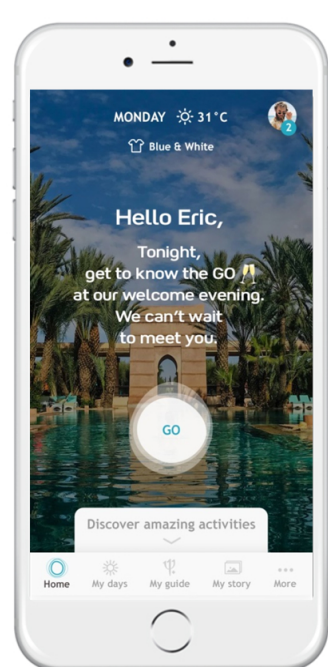 MONDAY 31°C
2
Blue & White
Hello Eric,
Tonight,
get to know the GO 🥂
at our welcome evening.
We can't wait
to meet you.
GO
Discover amazing activities
Home My days My guide My story More